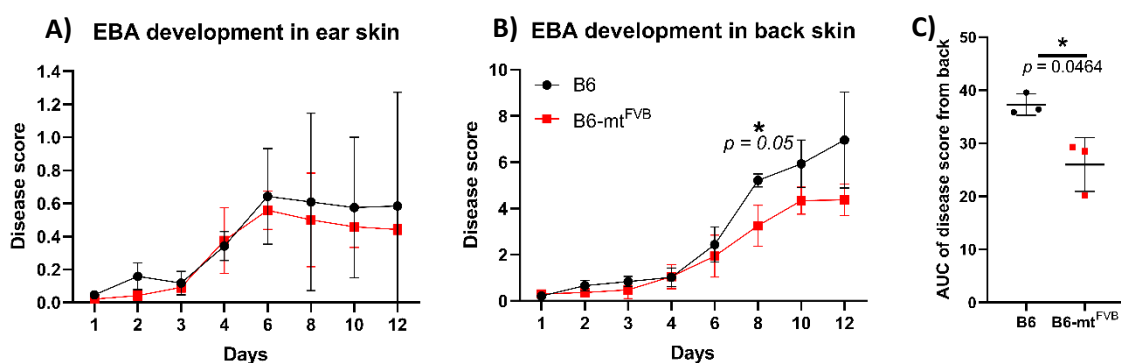 A) EBA development in ear skin
Disease score
1.4
1.2
1.0
0.8
0.6
0.4
0.2
0.0
1 2 3 4 6 8 10 12
Days
B) EBA development in back skin
Disease score
10
8
6
4
2
0
B6
B6-mtFVB
*
p = 0.05
1 2 3 4 6 8 10 12
Days
C)
AUC of disease score from back
50
40
30
20
10
0
*
p = 0.0464
B6 B6-mtFVB